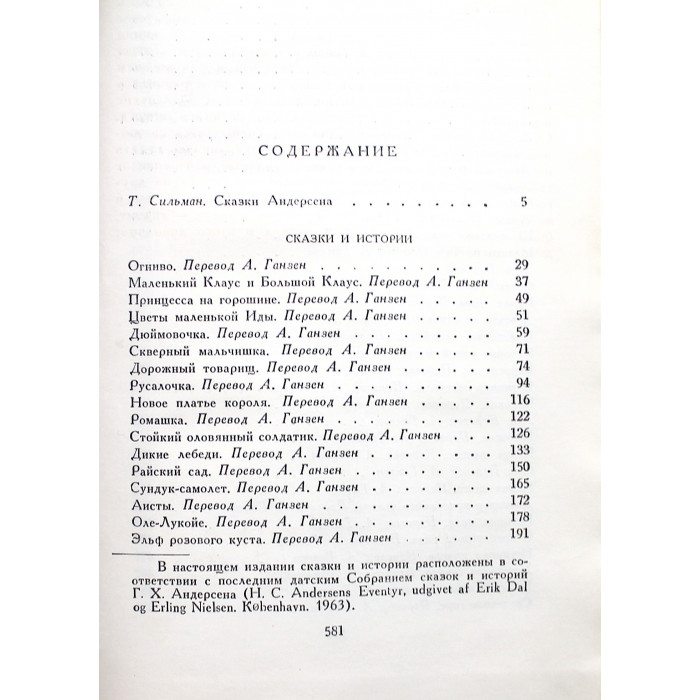 СОДЕРЖАНИЕ
Т. Сильман. Сказки Андерсена . . . . . . . . . 5
СКАЗКИ И ИСТОРИИ
Огниво. Перевод А. Ганзен . . . . . . . . . . . 29
Маленький Клаус и Большой Клаус. Перевод А. Ганзен 37
Принцесса на горошине. Перевод А. Ганзен . . . . . 49
Цветы маленькой Иды. Перевод А. Ганзен . . . . . 51
Дюймовочка. Перевод А. Ганзен . . . . . . . . . 59
Скверный мальчишка. Перевод А. Ганзен . . . . . 71
Дорожный товарищ. Перевод А. Ганзен . . . . . . 74
Русалочка. Перевод А. Ганзен . . . . . . . . . 94
Новое платье короля. Перевод А. Ганзен . . . . . 116
Ромашка. Перевод А. Ганзен . . . . . . . . . . 122
Стойкий оловянный солдатик. Перевод А. Ганзен . . . 126
Дикие лебеди. Перевод А. Ганзен . . . . . . . . 133
Райский сад. Перевод А. Ганзен . . . . . . . . 150
Сундук-самолет. Перевод А. Ганзен . . . . . . . 165
Аисты. Перевод А. Ганзен . . . . . . . . . . . 172
Оле-Лукойе. Перевод А. Ганзен . . . . . . . . . 178
Эльф розового куста. Перевод А. Ганзен . . . . . 191
В настоящем издании сказки и истории расположены в со-
ответствии с последним датским Собранием сказок и историй
Г. Х. Андерсена (H. C. Andersens Eventyr, udgivet af Erik Dal
og Erling Nielsen. København. 1963).
581